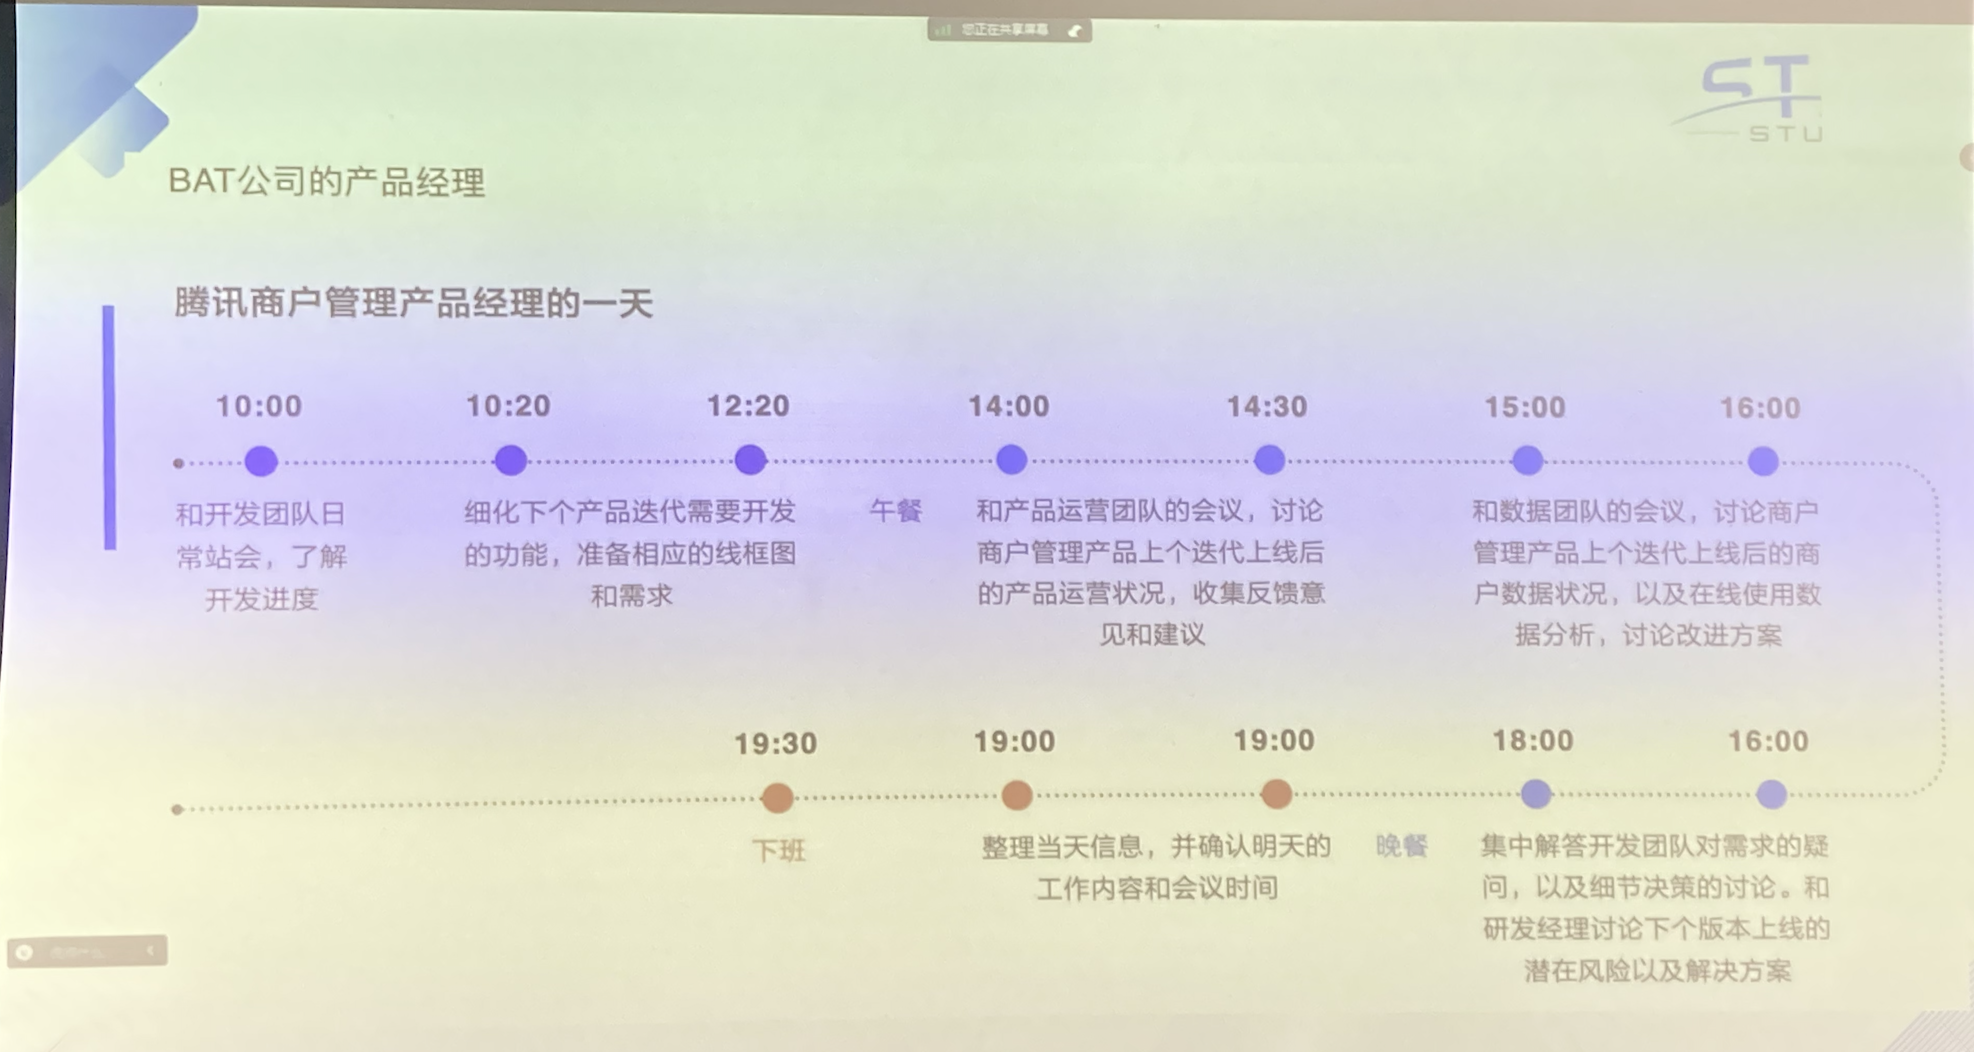 您正在共享屏幕
ST
STU
BAT公司的产品经理
腾讯商户管理产品经理的一天
10:00
10:20
12:20
14:00
14:30
15:00
16:00
和开发团队日
常站会，了解
开发进度
细化下个产品迭代需要开发
的功能，准备相应的线框图
和需求
午餐
和产品运营团队的会议，讨论
商户管理产品上个迭代上线后
的产品运营状况，收集反馈意
见和建议
和数据团队的会议，讨论商户
管理产品上个迭代上线后的商
户数据状况，以及在线使用数
据分析，讨论改进方案
19:30
19:00
19:00
18:00
16:00
下班
整理当天信息，并确认明天的
工作内容和会议时间
晚餐
集中解答开发团队对需求的疑
问，以及细节决策的讨论。和
研发经理讨论下个版本上线的
潜在风险以及解决方案